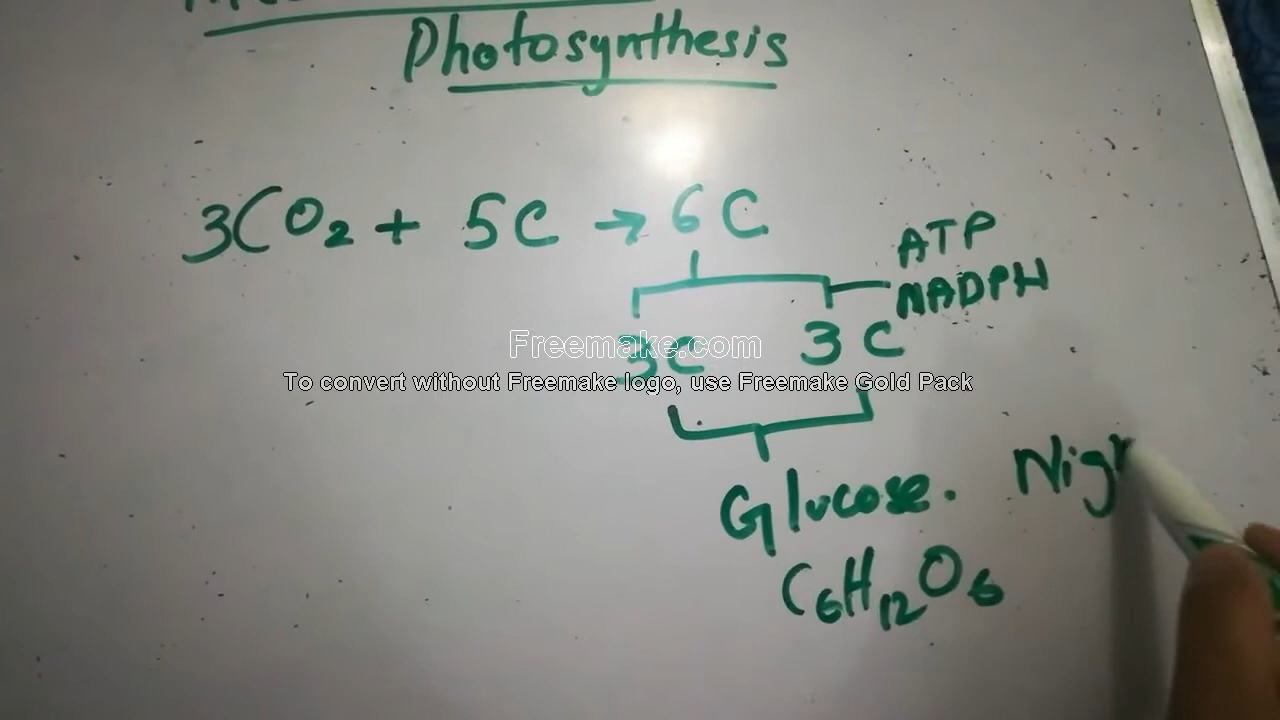 Photosynthesis
3CO2 + 5C → 6C
ATP
NADPH
3C 3C
Freemake.com
To convert without Freemake logo, use Freemake Gold Pack
Glucose. Nigh
C6H12O6